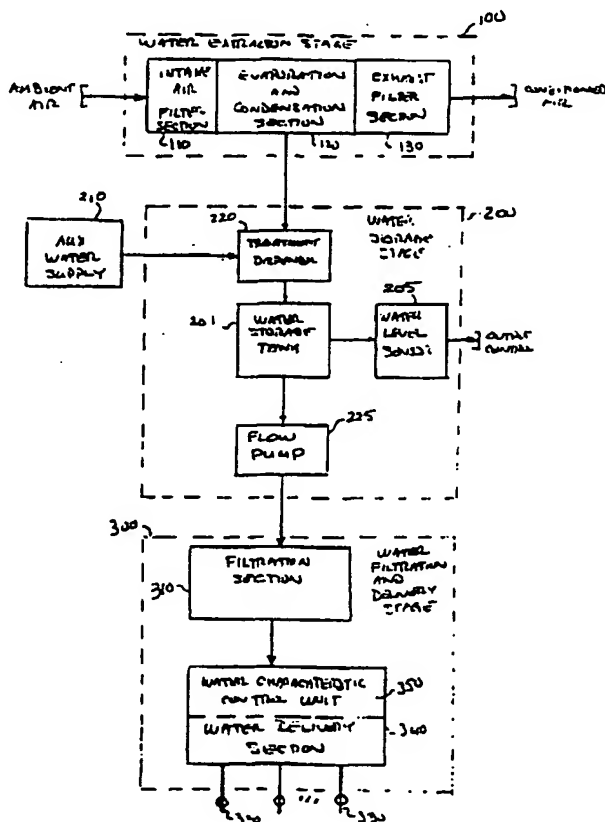 100
WATER EXTRACTION STAGE
AMBIENT AIR
INTAKE AIR FILTER SECTION
110
EVAPORATION AND CONDENSATION SECTION
120
EXHAUST FILTER SECTION
130
CONDITIONED AIR
210
AUX WATER SUPPLY
220
TREATMENT DISPENSER
WATER STORAGE STAGE
200
201
WATER STORAGE TANK
205
WATER LEVEL SENSOR
OUTPUT CONTROL
225
FLOW PUMP
300
FILTRATION SECTION
310
WATER FILTRATION AND DELIVERY STAGE
WATER CHARACTERISTIC CONTROL UNIT
350
WATER DELIVERY SECTION
340
...
330
330